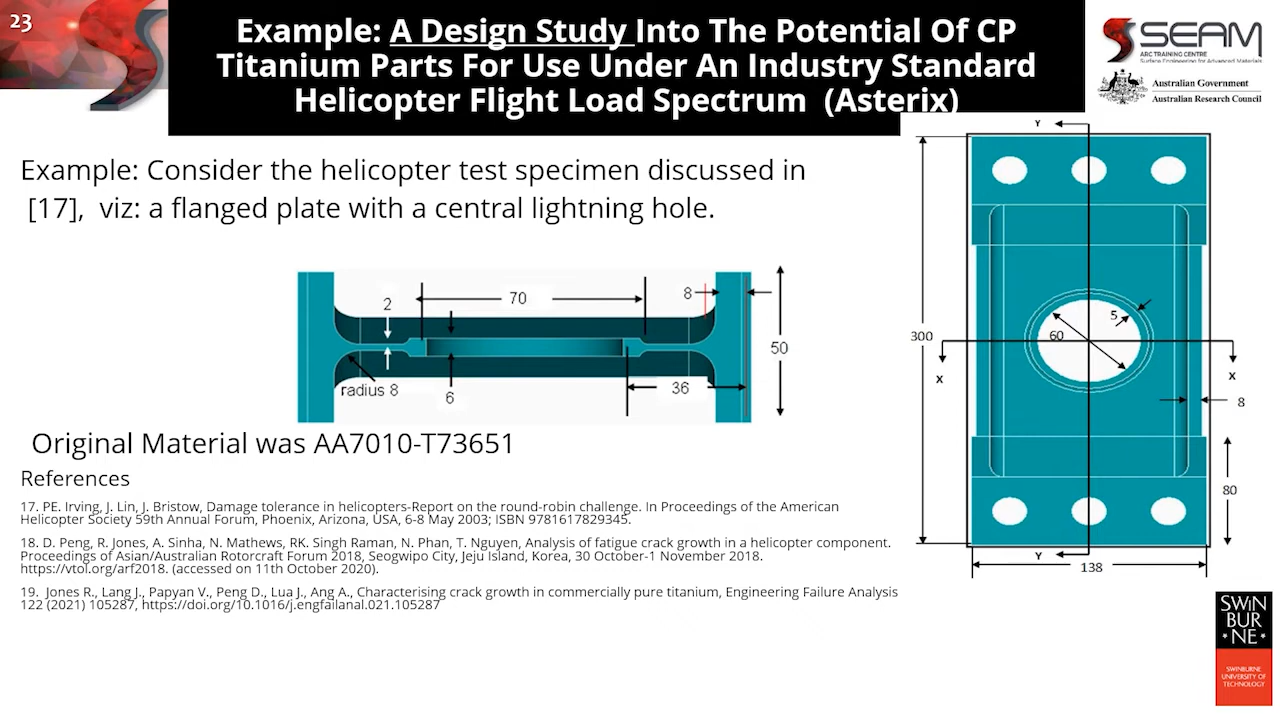 23
Example: A Design Study Into The Potential Of CP
Titanium Parts For Use Under An Industry Standard
Helicopter Flight Load Spectrum (Asterix)
SEAM
ARC TRAINING CENTRE
Surface Engineering for Advanced Materials
Australian Government
Australian Research Council
Example: Consider the helicopter test specimen discussed in
[17], viz: a flanged plate with a central lightning hole.
2
70
8
50
radius 8
6
36
Y
300
5
60
X
X
8
80
Y
138
Original Material was AA7010-T73651
References
17. PE. Irving, J. Lin, J. Bristow, Damage tolerance in helicopters-Report on the round-robin challenge. In Proceedings of the American
Helicopter Society 59th Annual Forum, Phoenix, Arizona, USA, 6-8 May 2003; ISBN 9781617829345.
18. D. Peng, R. Jones, A. Sinha, N. Mathews, RK. Singh Raman, N. Phan, T. Nguyen, Analysis of fatigue crack growth in a helicopter component.
Proceedings of Asian/Australian Rotorcraft Forum 2018, Seogwipo City, Jeju Island, Korea, 30 October-1 November 2018.
https://vtol.org/arf2018. (accessed on 11th October 2020).
19. Jones R., Lang J., Papyan V., Peng D., Lua J., Ang A., Characterising crack growth in commercially pure titanium, Engineering Failure Analysis
122 (2021) 105287, https://doi.org/10.1016/j.engfailanal.021.105287
SWIN
BUR
NE
SWINBURNE
UNIVERSITY OF
TECHNOLOGY